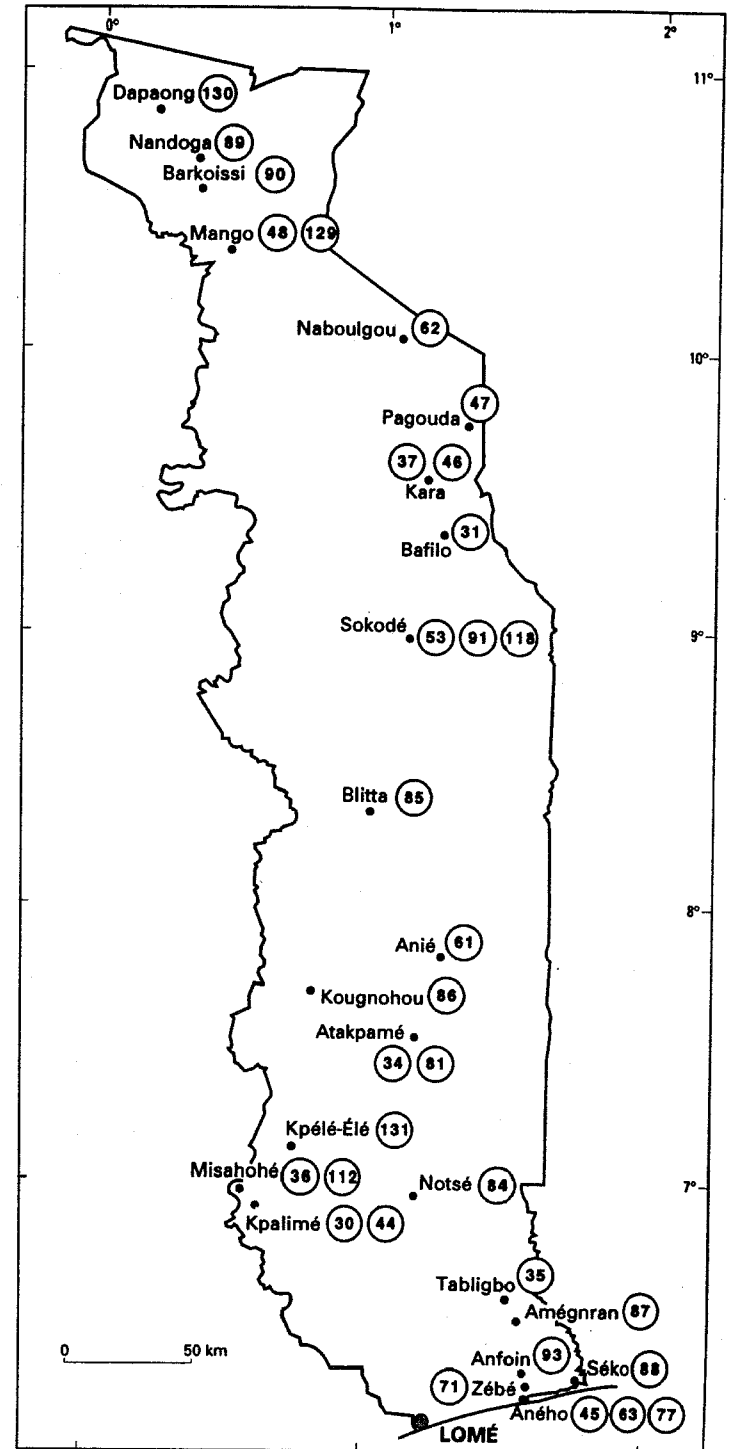 0° 1° 2°
11°
Dapaong 130
Nandoga 89
Barkoissi 90
Mango 48 129
Naboulgou 62
10°
47
Pagouda
37 46
Kara
31
Bafilo
Sokodé 53 91 118
9°
Blitta 85
8°
Anié 61
Kougnohou 86
Atakpamé
34 81
Kpélé-Élé 131
Misahohé 36 112
Notsé 84
7°
Kpalimé 30 44
35
Tabligbo
Amégnran 87
0 50 km
Anfoin 93
Séko 88
71 Zébé
Aného 45 63 77
LOMÉ